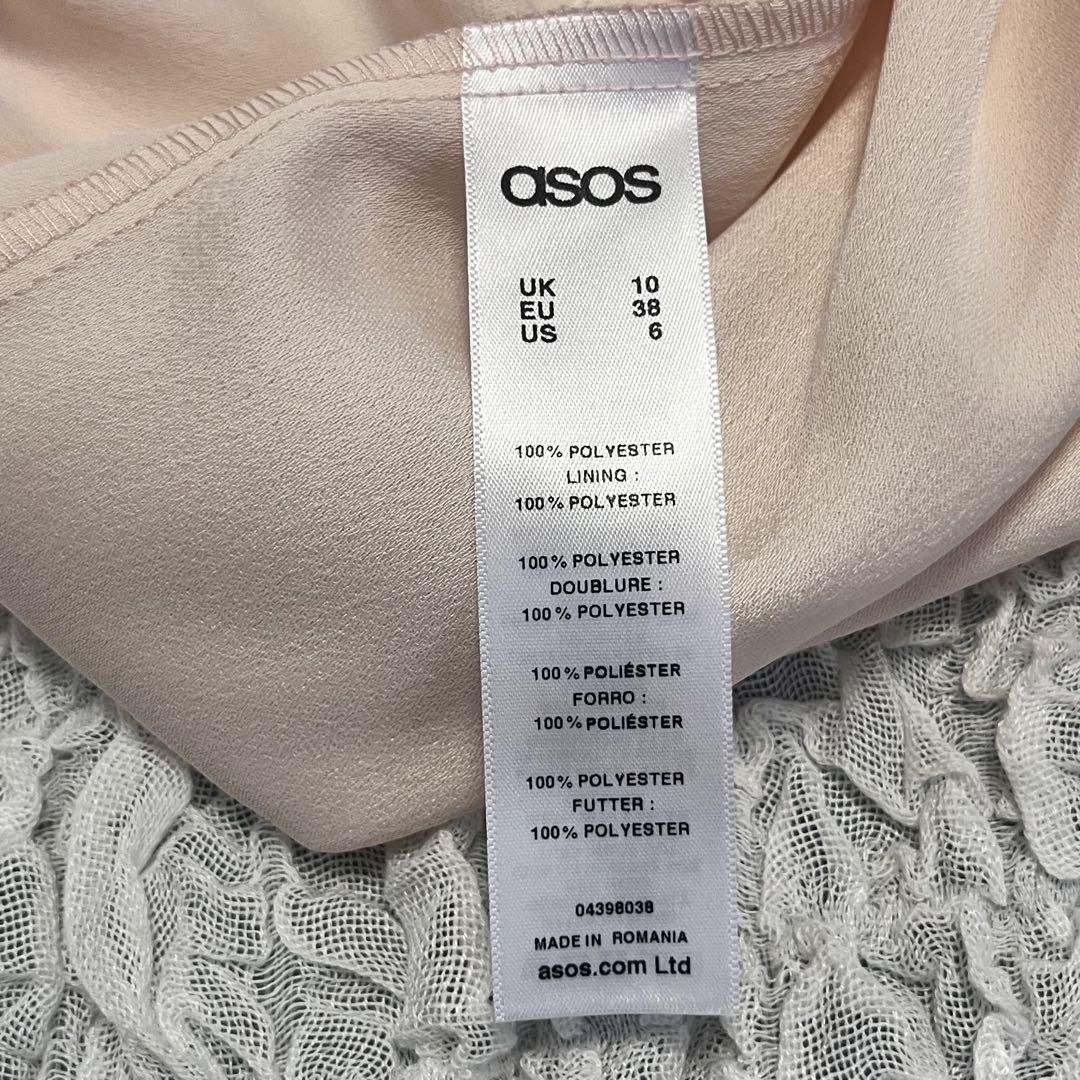 asos
UK 10
EU 38
US 6
100% POLYESTER
LINING :
100% POLYESTER
100% POLYESTER
DOUBLURE :
100% POLYESTER
100% POLIÉSTER
FORRO :
100% POLIÉSTER
100% POLYESTER
FUTTER :
100% POLYESTER
04398038
MADE IN ROMANIA
asos.com Ltd